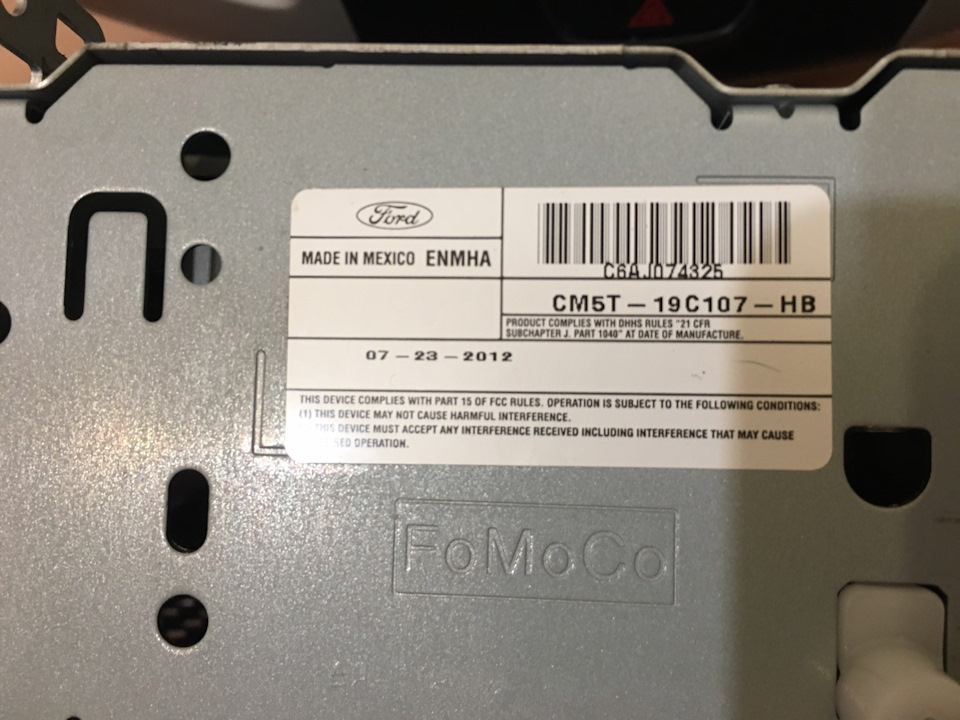 Ford
MADE IN MEXICO ENMHA
C6AJ074325
CM5T-19C107-HB
PRODUCT COMPLIES WITH DHHS RULES "21 CFR
SUBCHAPTER J. PART 1040" AT DATE OF MANUFACTURE.
07-23-2012
THIS DEVICE COMPLIES WITH PART 15 OF FCC RULES. OPERATION IS SUBJECT TO THE FOLLOWING CONDITIONS:
(1) THIS DEVICE MAY NOT CAUSE HARMFUL INTERFERENCE.
THIS DEVICE MUST ACCEPT ANY INTERFERENCE RECEIVED INCLUDING INTERFERENCE THAT MAY CAUSE
OPERATION.
FoMoCo